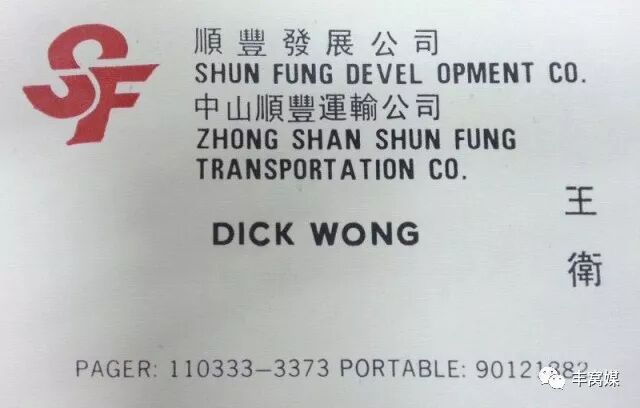 SF
順豐發展公司
SHUN FUNG DEVEL OPMENT CO.
中山順豐運輸公司
ZHONG SHAN SHUN FUNG
TRANSPORTATION CO.
王
衛
DICK WONG
PAGER: 110333-3373 PORTABLE: 90121882
丰窝媒